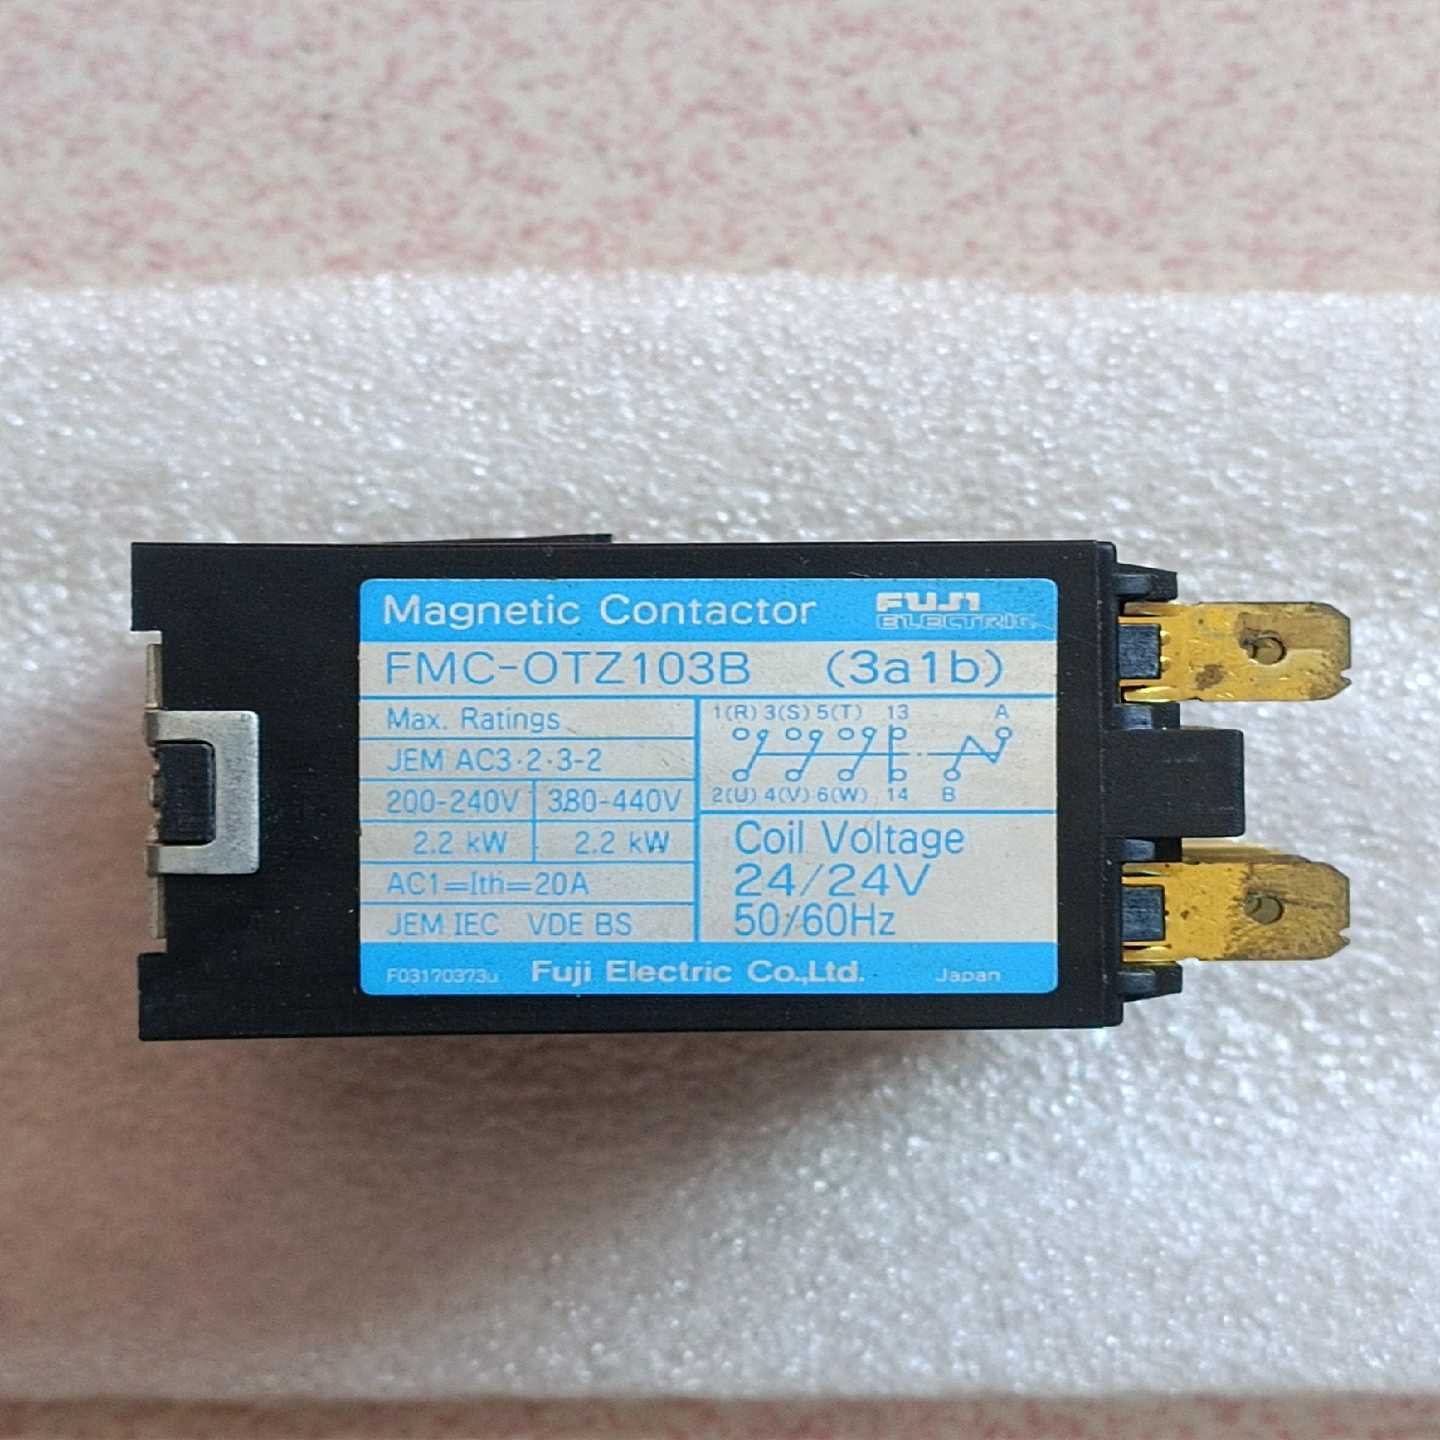 Magnetic Contactor FUJI
ELECTRIC
FMC-OTZ103B (3a1b)
Max. Ratings
JEM AC3·2·3-2
200-240V 380-440V
2.2 kW 2.2 kW
AC1=Ith=20A
JEM IEC VDE BS
1(R) 3(S) 5(T) 13 A
2(U) 4(V) 6(W) 14 B
Coil Voltage
24/24V
50/60Hz
F03170373u Fuji Electric Co.,Ltd. Japan